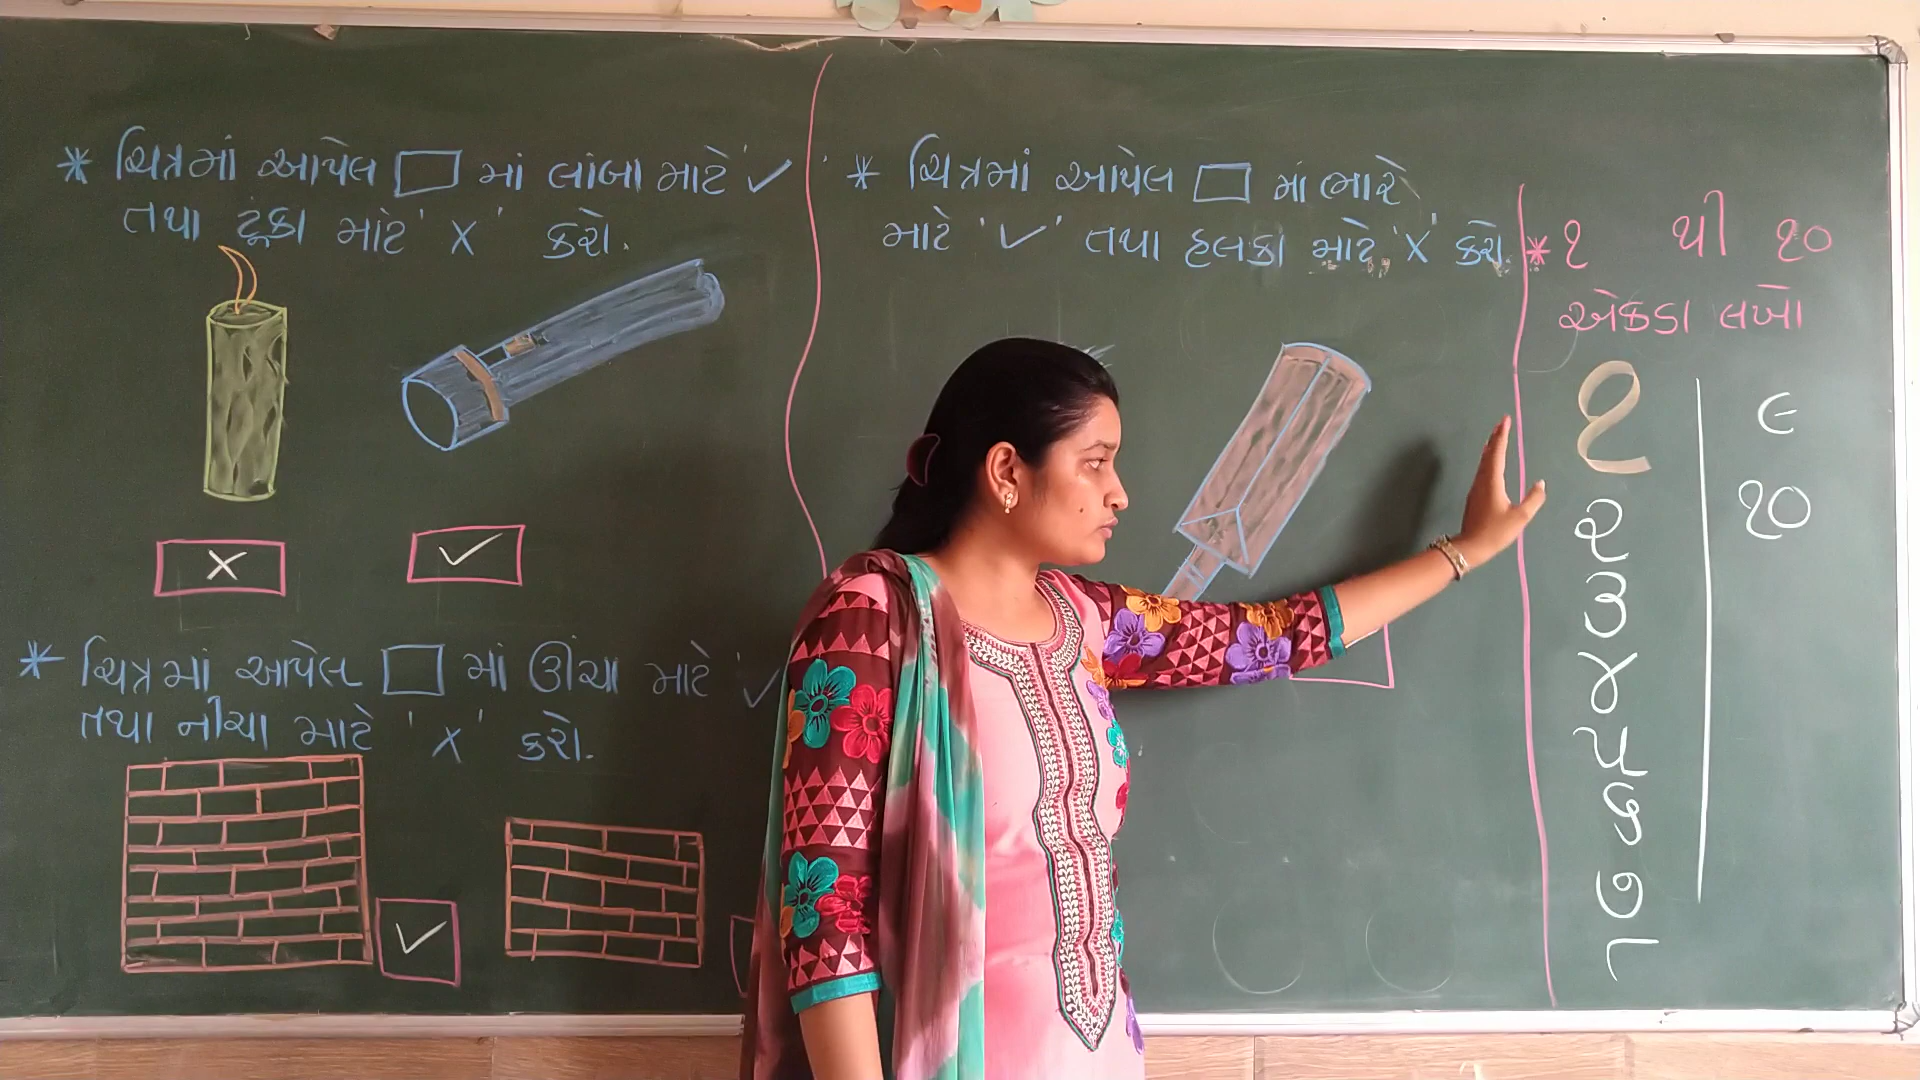 * ચિત્રમાં આપેલ □ માં લાંબા માટે '✓'
તથા ટૂંકા માટે 'X' કરો.
X ✓
* ચિત્રમાં આપેલ □ માં ઊંચા માટે '✓
તથા નીચા માટે 'X' કરો.
✓
* ચિત્રમાં આપેલ □ માં ભારે
માટે '✓' તથા હલકા માટે 'X' કરો.
* ૧ થી ૧૦
એકડા લખો
૧
૨
૩
૪
૫
૬
૭
૮
૯
૧૦